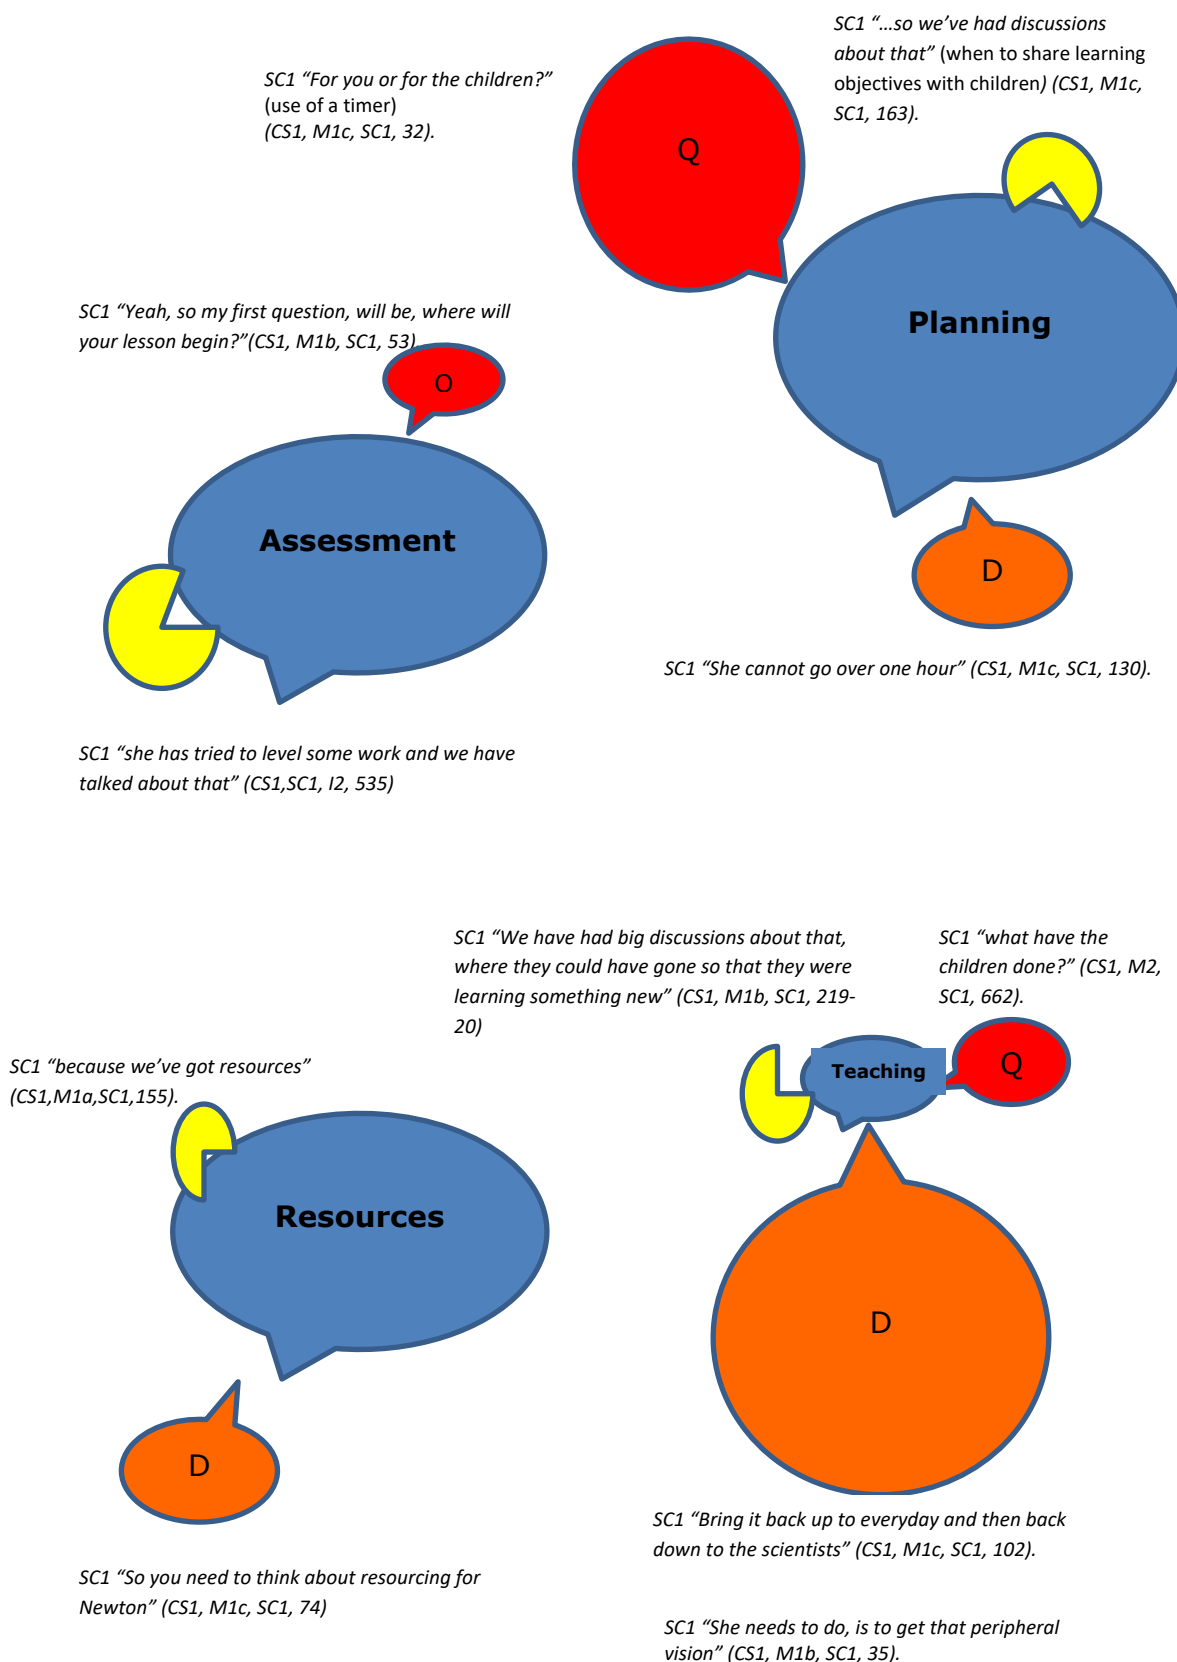 SC1 “…so we’ve had discussions
about that” (when to share learning
objectives with children) (CS1, M1c,
SC1, 163).
SC1 “For you or for the children?”
(use of a timer)
(CS1, M1c, SC1, 32).
Q
Planning
SC1 “Yeah, so my first question, will be, where will
your lesson begin?”(CS1, M1b, SC1, 53)
O
Assessment
D
SC1 “She cannot go over one hour” (CS1, M1c, SC1, 130).
SC1 “she has tried to level some work and we have
talked about that” (CS1,SC1, I2, 535)
SC1 “We have had big discussions about that,
where they could have gone so that they were
learning something new” (CS1, M1b, SC1, 219-
20)
SC1 “what have the
children done?” (CS1, M2,
SC1, 662).
SC1 “because we’ve got resources”
(CS1,M1a,SC1,155).
Teaching
Q
Resources
D
D
SC1 “Bring it back up to everyday and then back
down to the scientists” (CS1, M1c, SC1, 102).
SC1 “So you need to think about resourcing for
Newton” (CS1, M1c, SC1, 74)
SC1 “She needs to do, is to get that peripheral
vision” (CS1, M1b, SC1, 35).